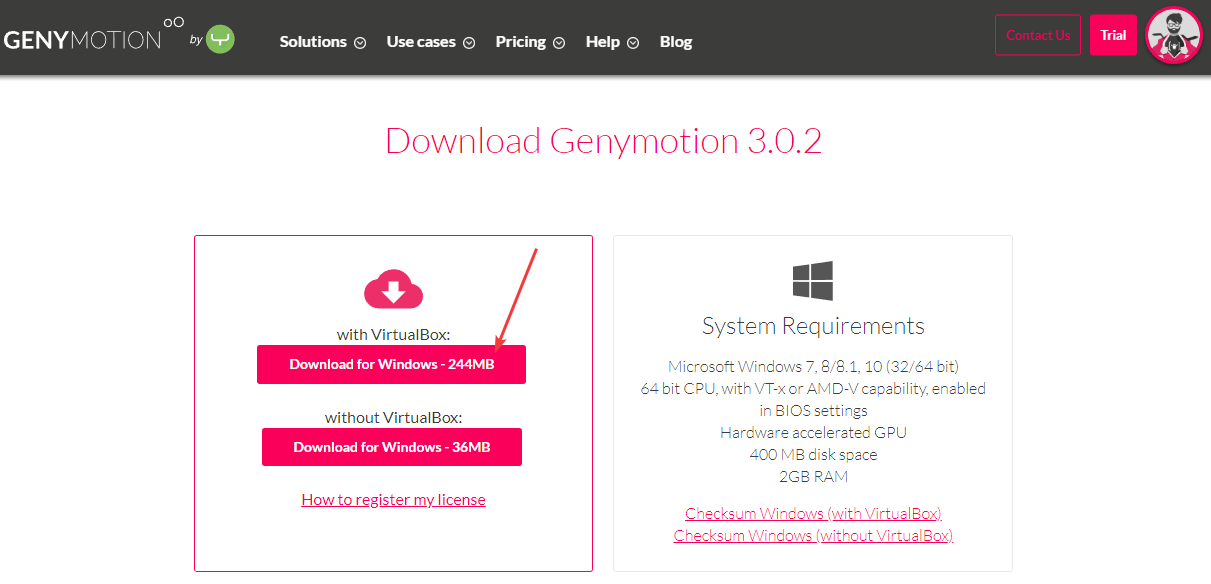 GENYMOTION by
Solutions Use cases Pricing Help Blog
Contact Us Trial
Download Genymotion 3.0.2
with VirtualBox:
Download for Windows - 244MB
without VirtualBox:
Download for Windows - 36MB
How to register my license
System Requirements
Microsoft Windows 7, 8/8.1, 10 (32/64 bit)
64 bit CPU, with VT-x or AMD-V capability, enabled
in BIOS settings
Hardware accelerated GPU
400 MB disk space
2GB RAM
Checksum Windows (with VirtualBox)
Checksum Windows (without VirtualBox)